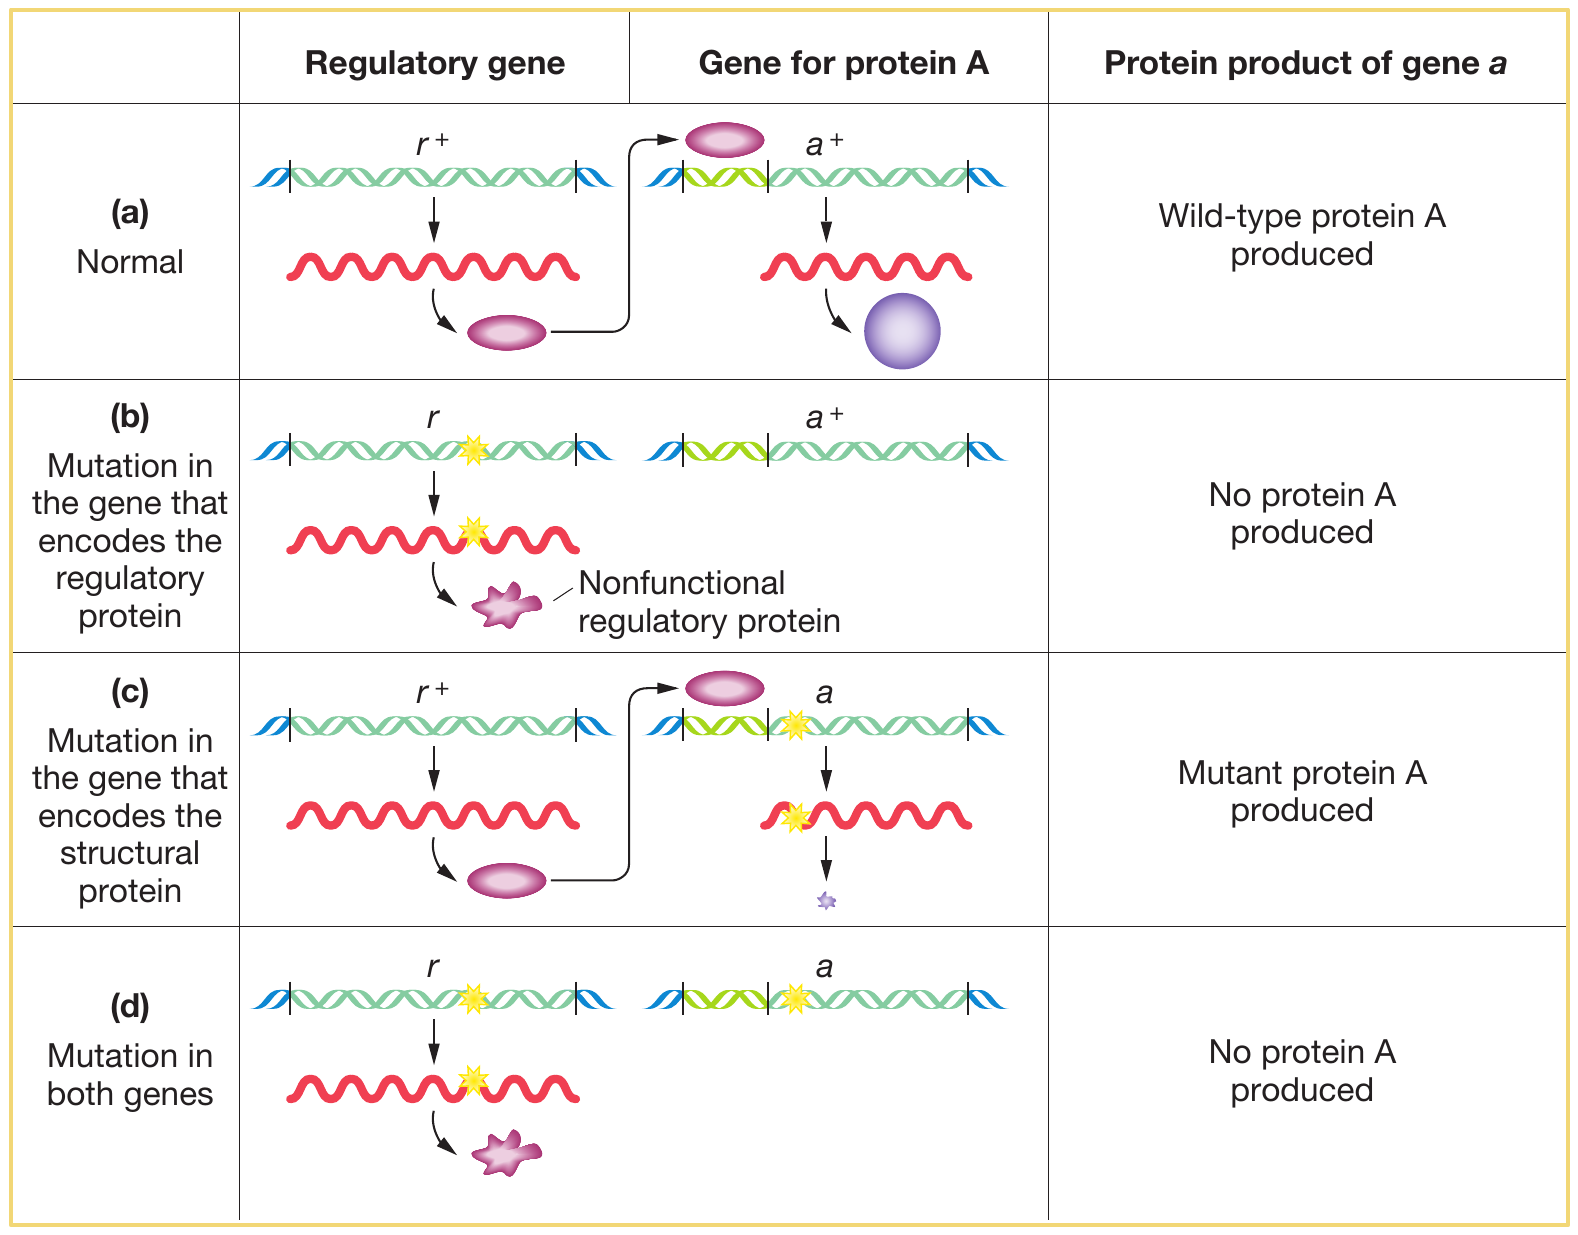 Regulatory gene
Gene for protein A
Protein product of gene a
(a)
Normal
r +
a +
Wild-type protein A
produced
(b)
Mutation in
the gene that
encodes the
regulatory
protein
r
a +
Nonfunctional
regulatory protein
No protein A
produced
(c)
Mutation in
the gene that
encodes the
structural
protein
r +
a
Mutant protein A
produced
(d)
Mutation in
both genes
r
a
No protein A
produced